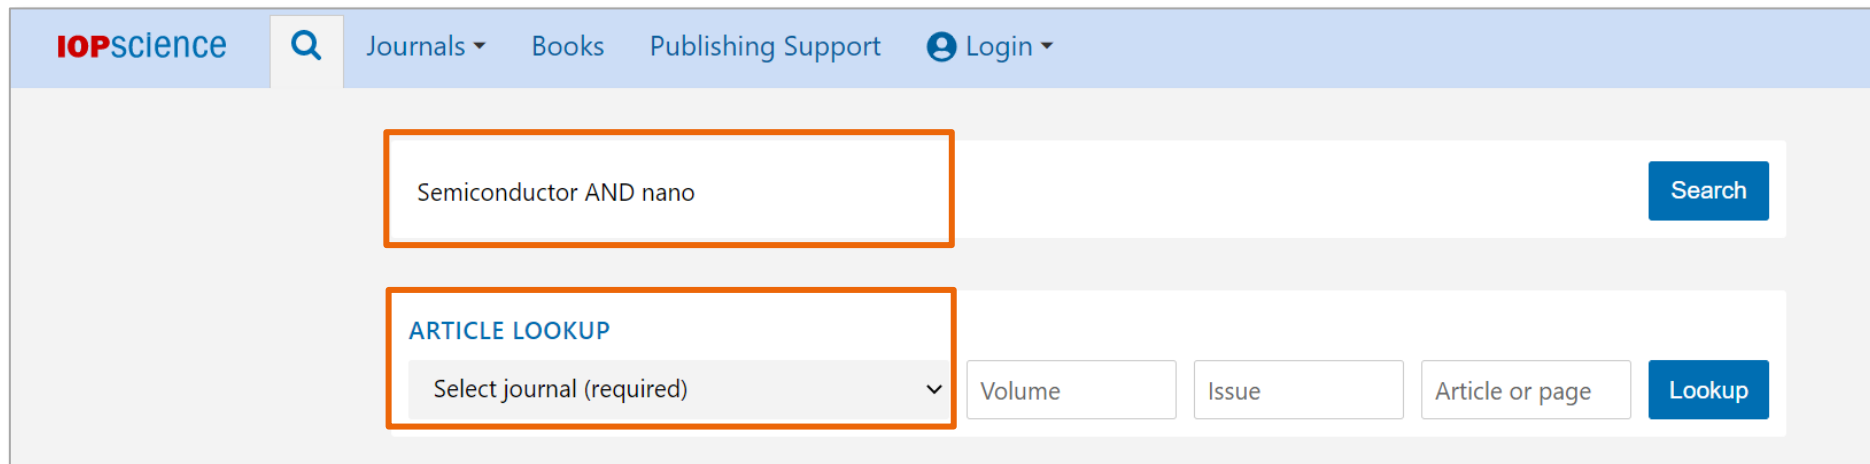 IOPscience Journals Books Publishing Support Login
Semiconductor AND nano Search
ARTICLE LOOKUP
Select journal (required) Volume Issue Article or page Lookup